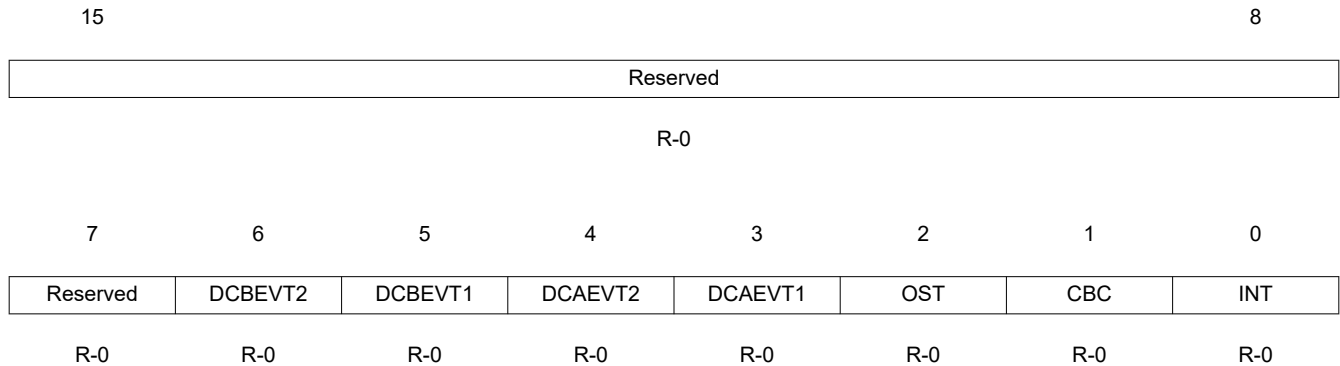 15 8
Reserved
R-0
7 6 5 4 3 2 1 0
Reserved DCBEVT2 DCBEVT1 DCAEVT2 DCAEVT1 OST CBC INT
R-0 R-0 R-0 R-0 R-0 R-0 R-0 R-0